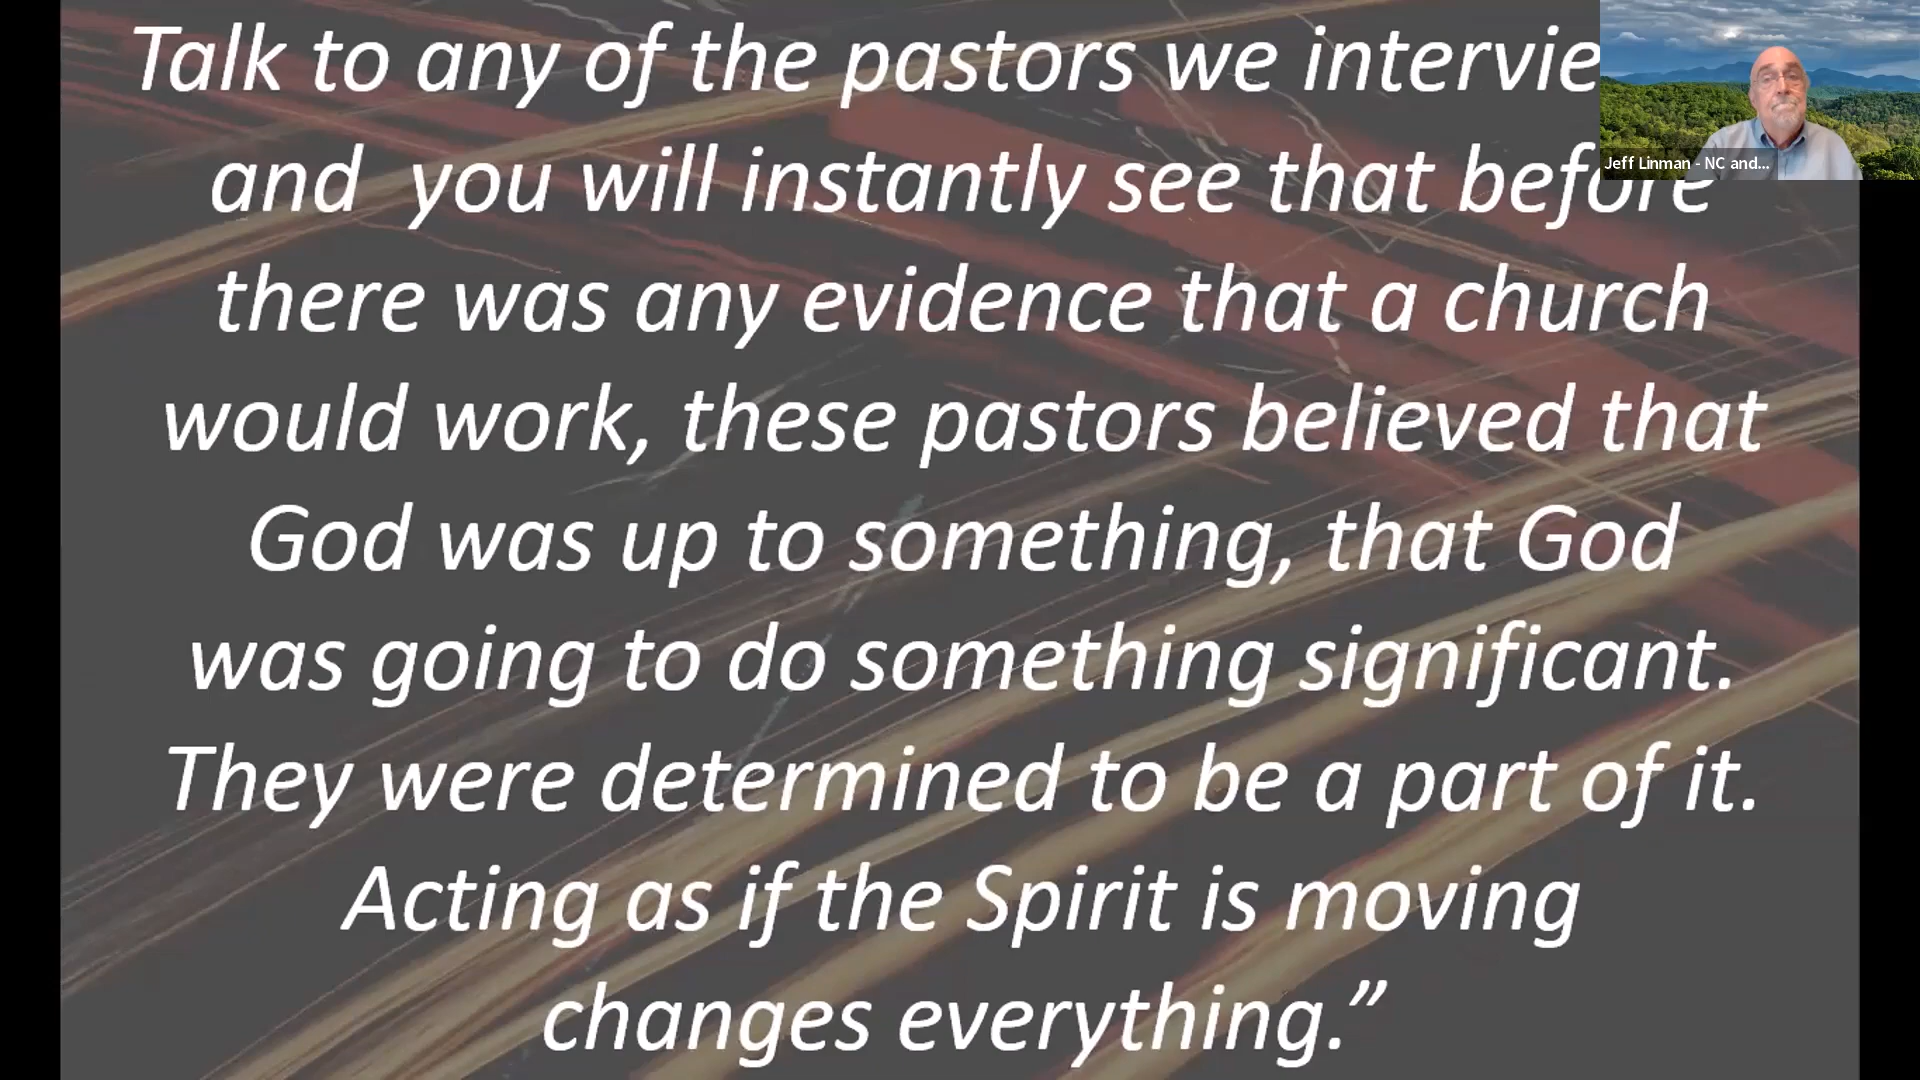 Talk to any of the pastors we intervie
and you will instantly see that before
there was any evidence that a church
would work, these pastors believed that
God was up to something, that God
was going to do something significant.
They were determined to be a part of it.
Acting as if the Spirit is moving
changes everything.”
Jeff Linman - NC and...